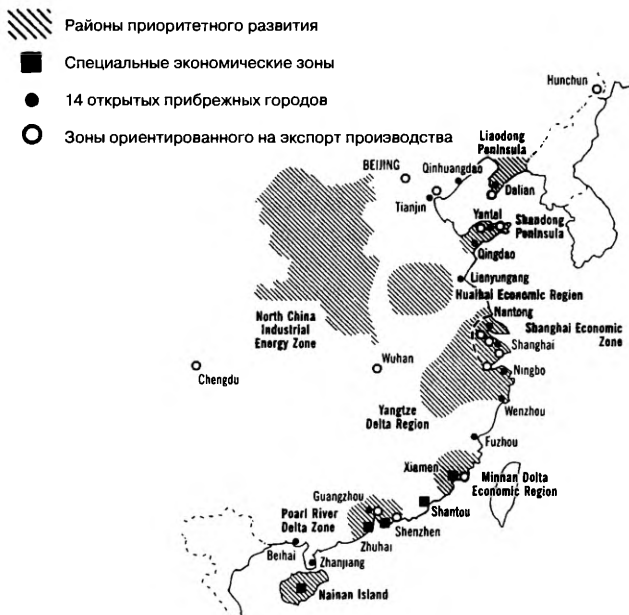 Районы приоритетного развития
Специальные экономические зоны
14 открытых прибрежных городов
Зоны ориентированного на экспорт производства
Hunchun
Liaodong
Peninsula
BEIJING
Qinhuangdao
Dalian
Tianjin
Yantai
Shandong
Peninsula
Qingdao
Lianyungang
Huaihai Economic Region
North China
Industrial
Energy Zone
Nantong
Shanghai Economic
Zone
Shanghai
Wuhan
Chengdu
Ningbo
Yangtze
Delta Region
Wenzhou
Fuzhou
Xiamen
Minnan Dolta
Economic Region
Guangzhou
Shantou
Poarl River
Delta Zone
Shenzhen
Zhuhai
Beihai
Zhanjiang
Nainan Island